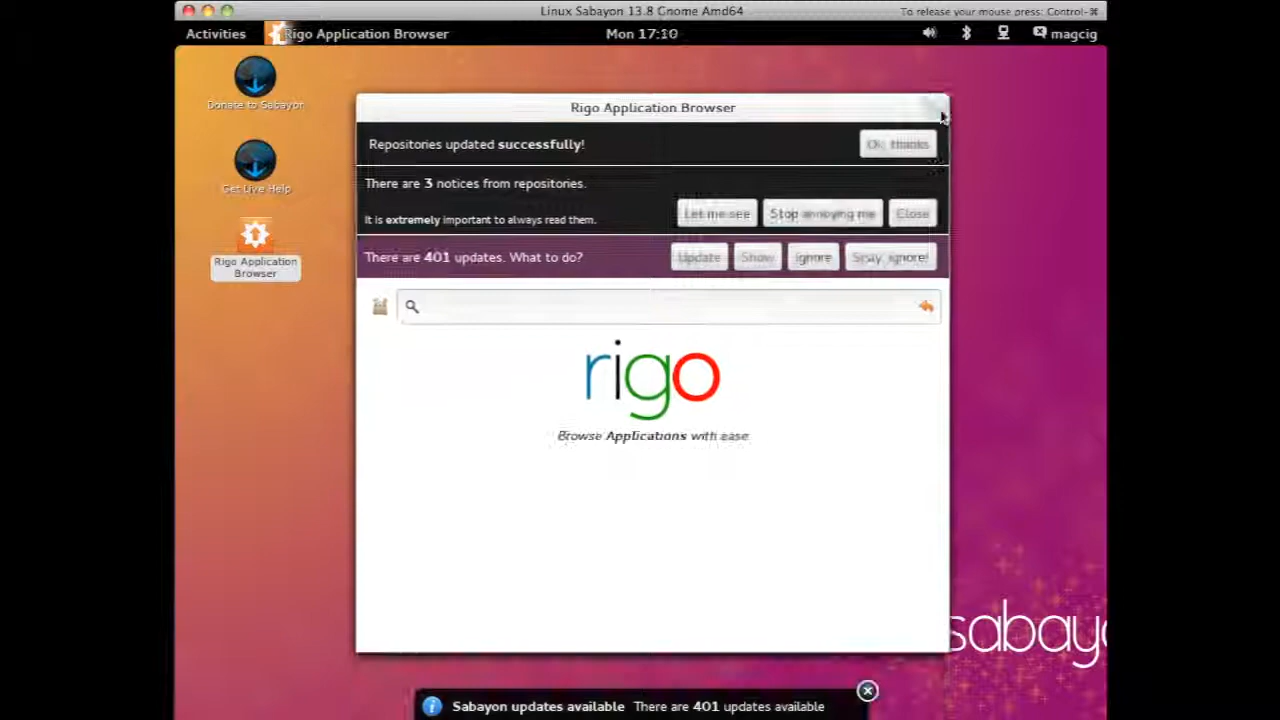 Linux Sabayon 13.8 Gnome Amd64
To release your mouse press: Control-⌘
Activities
Rigo Application Browser
Mon 17:10
magcig
Donate to Sabayon
Get Live Help
Rigo Application
Browser
Rigo Application Browser
Repositories updated successfully!
Ok, thanks
There are 3 notices from repositories.
It is extremely important to always read them.
Let me see
Stop annoying me
Close
There are 401 updates. What to do?
Update
Show
Ignore
rigo
Browse Applications with ease
sabayo
Sabayon updates available There are 401 updates available